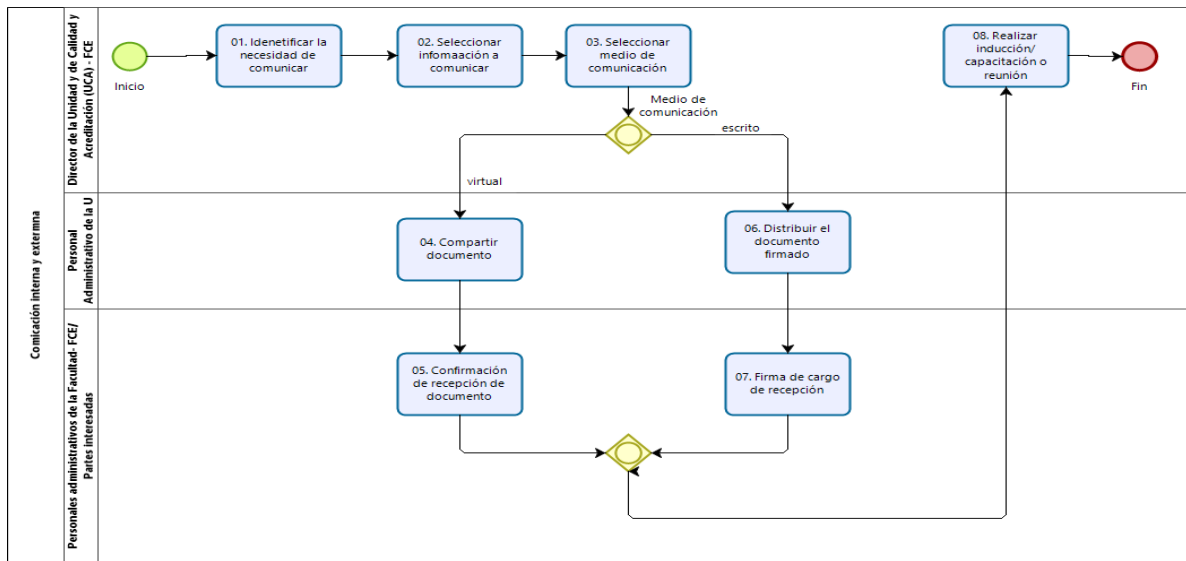 Comicación interna y extermna
Director de la Unidad y de Calidad y
Acreditación (UCA) - FCE
Inicio
01. Idenetificar la
necesidad de
comunicar
02. Seleccionar
infomaación a
comunicar
03. Seleccionar
medio de
comunicación
08. Realizar
inducción/
capacitación o
reunión
Fin
Medio de
comunicación
escrito
virtual
Personal
Administrativo de la U
04. Compartir
documento
06. Distribuir el
documento
firmado
Personales administrativos de la Facultad- FCE/
Partes interesadas
05. Confirmación
de recepción de
documento
07. Firma de cargo
de recepción